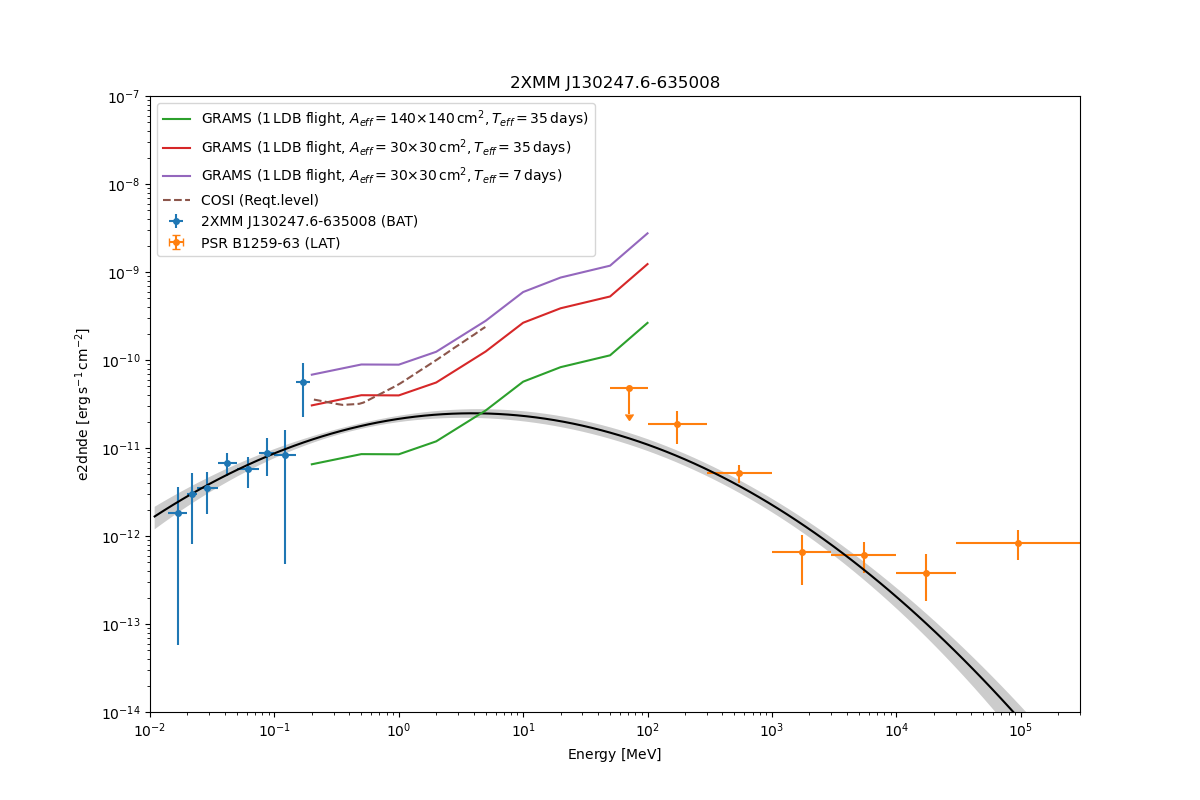 2XMM J130247.6-635008
10⁻⁷
GRAMS (1 LDB flight, A_eff = 140×140 cm², T_eff = 35 days)
GRAMS (1 LDB flight, A_eff = 30×30 cm², T_eff = 35 days)
GRAMS (1 LDB flight, A_eff = 30×30 cm², T_eff = 7 days)
COSI (Reqt.level)
2XMM J130247.6-635008 (BAT)
PSR B1259-63 (LAT)
10⁻⁸
10⁻⁹
10⁻¹⁰
10⁻¹¹
10⁻¹²
10⁻¹³
10⁻¹⁴
e2dnde [erg s⁻¹ cm⁻²]
10⁻² 10⁻¹ 10⁰ 10¹ 10² 10³ 10⁴ 10⁵
Energy [MeV]